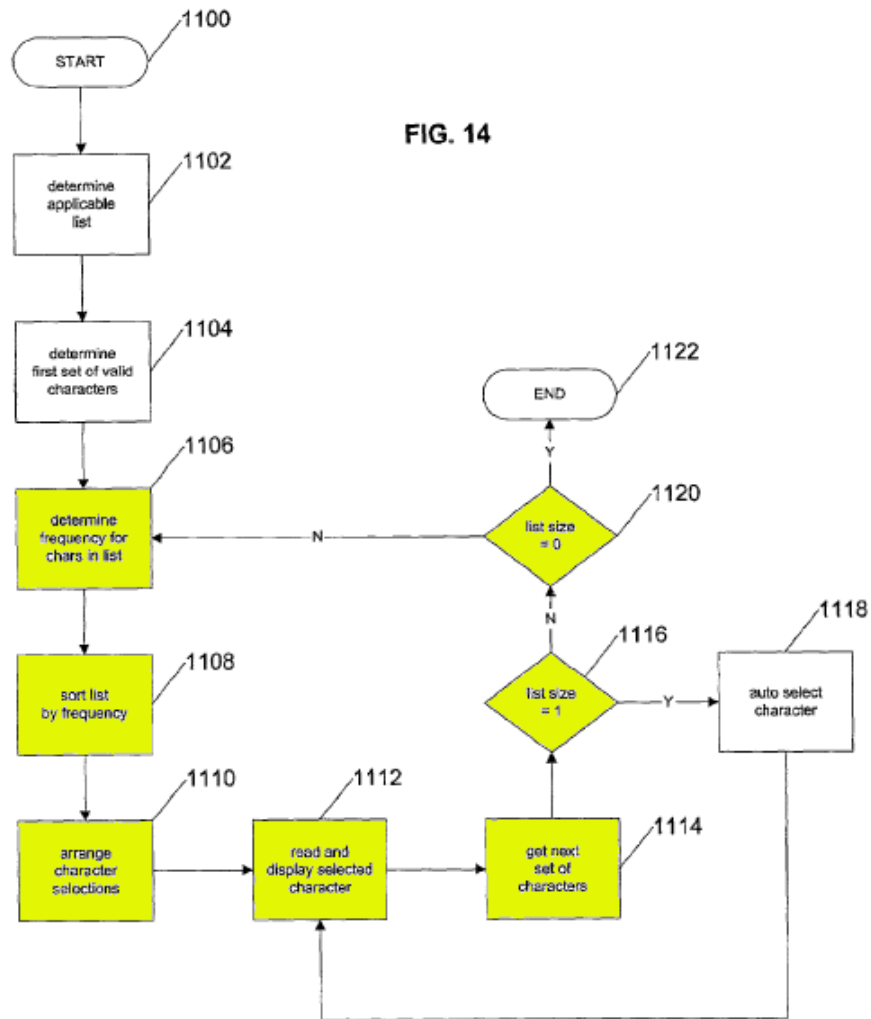 1100
START
FIG. 14
1102
determine
applicable
list
1104
determine
first set of valid
characters
1122
END
1106
Y
1120
determine
frequency for
chars in list
N
list size
= 0
N
1116
1118
1108
sort list
by frequency
list size
= 1
Y
auto select
character
1110
1112
1114
arrange
character
selections
read and
display selected
character
get next
set of
characters